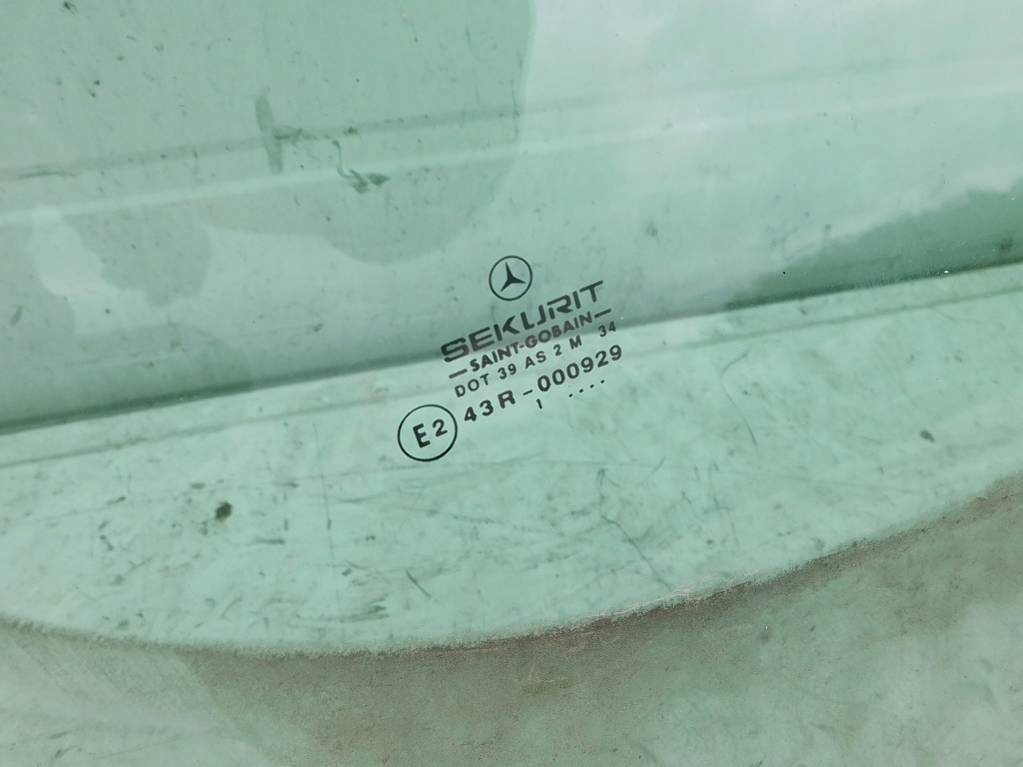 SEKURIT
—SAINT-GOBAIN—
DOT 39 AS 2 M 34
E2 43R-000929
1 ....